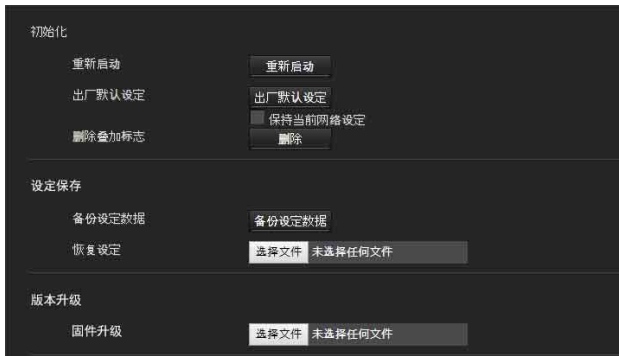 初始化
重新启动 重新启动
出厂默认设定 出厂默认设定
保持当前网络设定
删除叠加标志 删除
设定保存
备份设定数据 备份设定数据
恢复设定 选择文件 未选择任何文件
版本升级
固件升级 选择文件 未选择任何文件